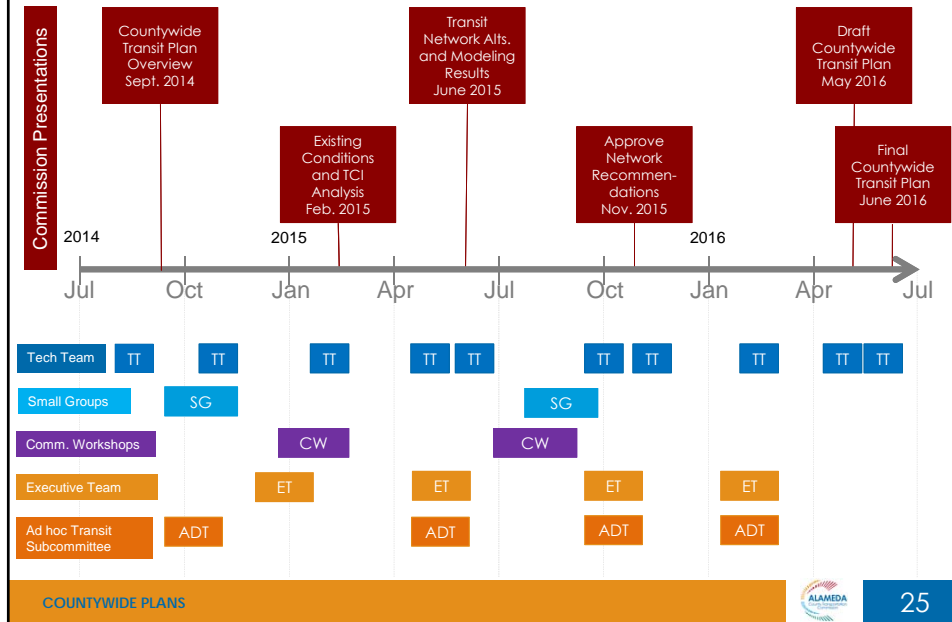 Commission Presentations
Countywide
Transit Plan
Overview
Sept. 2014
Transit
Network Alts.
and Modeling
Results
June 2015
Draft
Countywide
Transit Plan
May 2016
Existing
Conditions
and TCI
Analysis
Feb. 2015
Approve
Network
Recommen-
dations
Nov. 2015
Final
Countywide
Transit Plan
June 2016
2014
2015
2016
Jul Oct Jan Apr Jul Oct Jan Apr Jul
Tech Team TT TT TT TT TT TT TT TT TT TT
Small Groups SG SG
Comm. Workshops CW CW
Executive Team ET ET ET ET
Ad hoc Transit
Subcommittee
ADT ADT ADT ADT
COUNTYWIDE PLANS
ALAMEDA
County Transportation
Commission
25